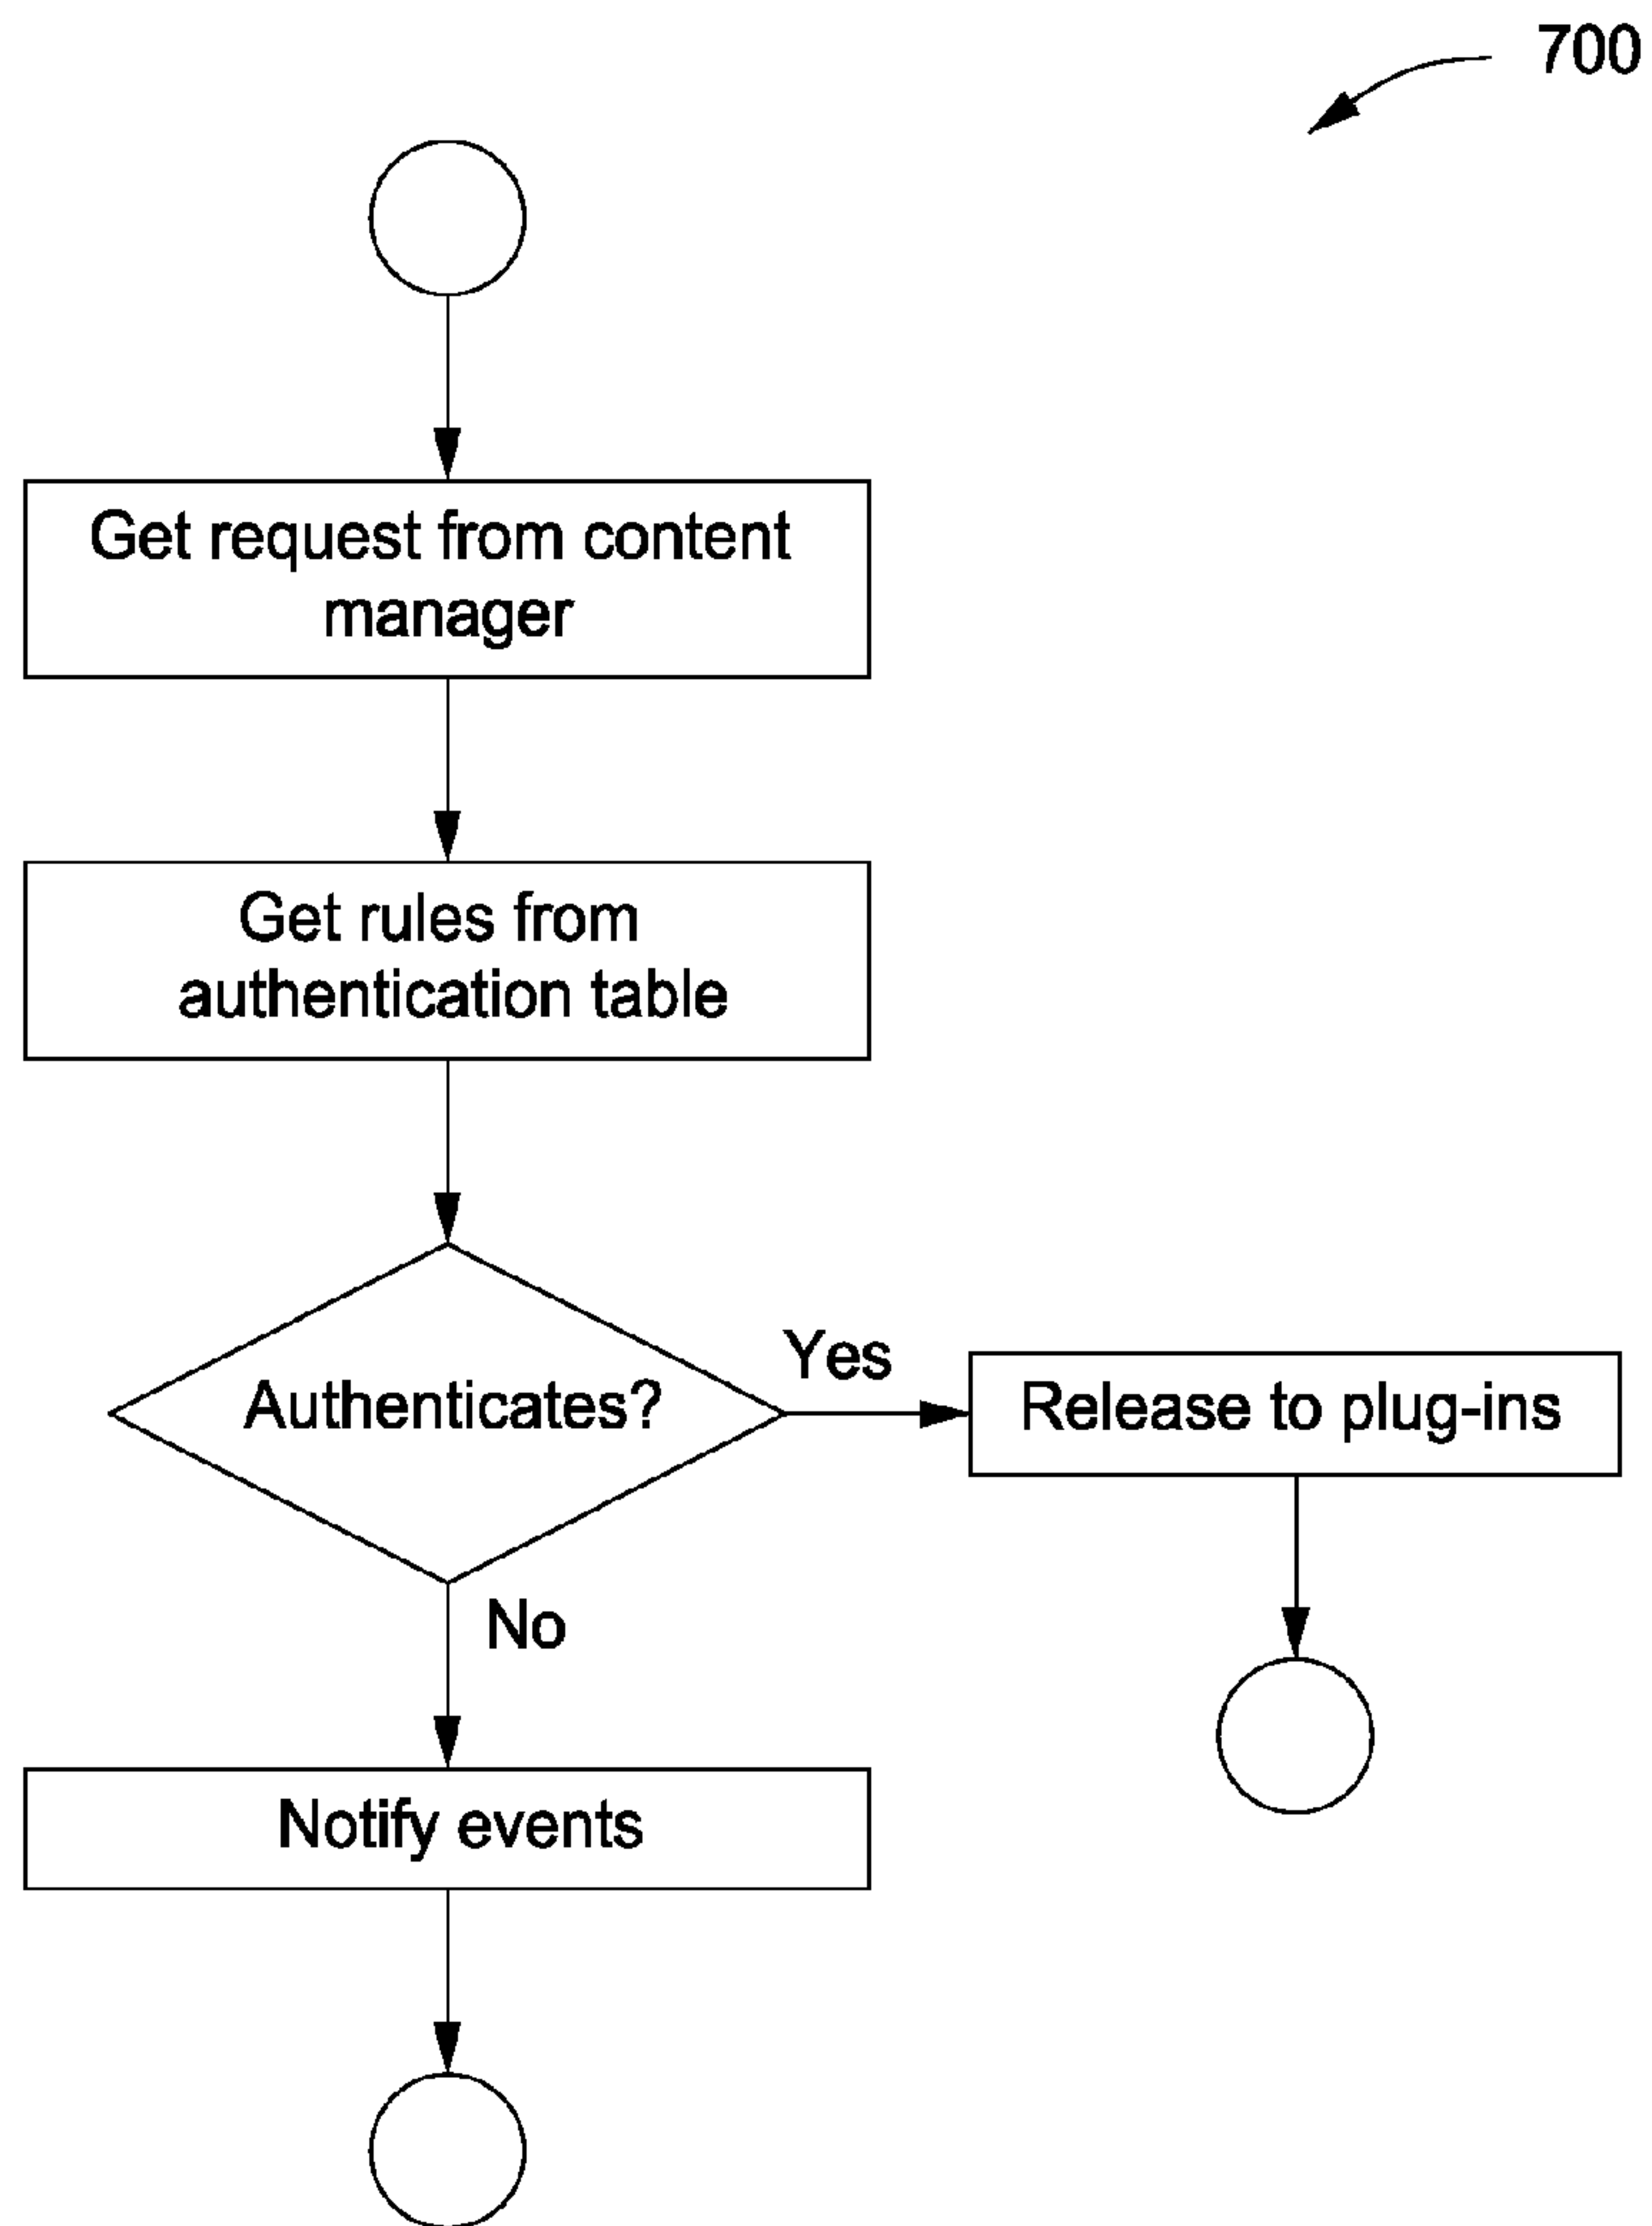 700
Get request from content
manager
Get rules from
authentication table
Authenticates?
Yes
Release to plug-ins
No
Notify events